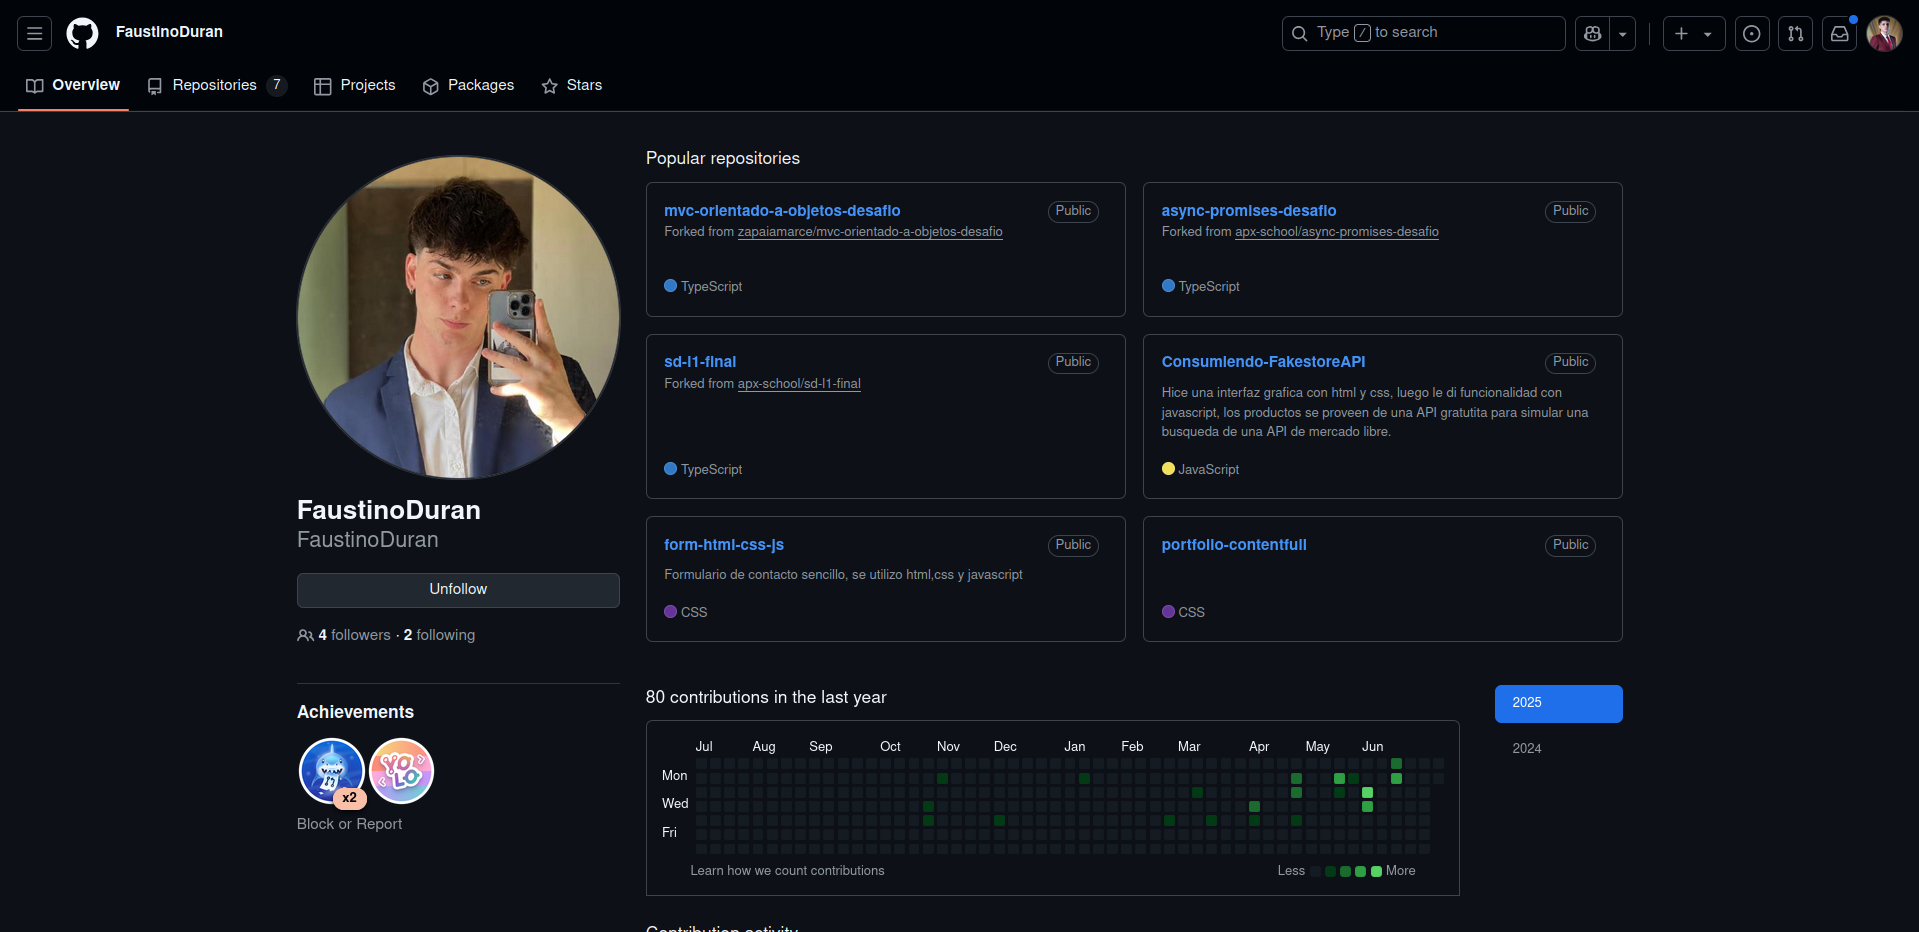 FaustinoDuran
Type / to search
Overview
Repositories 7
Projects
Packages
Stars
FaustinoDuran
FaustinoDuran
Unfollow
4 followers · 2 following
Achievements
x2
YOLO
Block or Report
Popular repositories
mvc-orientado-a-objetos-desafio
Public
Forked from zapaiamarce/mvc-orientado-a-objetos-desafio
TypeScript
async-promises-desafio
Public
Forked from apx-school/async-promises-desafio
TypeScript
sd-l1-final
Public
Forked from apx-school/sd-l1-final
TypeScript
Consumiendo-FakestoreAPI
Public
Hice una interfaz grafica con html y css, luego le di funcionalidad con
javascript, los productos se proveen de una API gratutita para simular una
busqueda de una API de mercado libre.
JavaScript
form-html-css-js
Public
Formulario de contacto sencillo, se utilizo html,css y javascript
CSS
portfolio-contentfull
Public
CSS
80 contributions in the last year
2025
2024
Jul Aug Sep Oct Nov Dec Jan Feb Mar Apr May Jun
Mon
Wed
Fri
Learn how we count contributions
Less More
Contribution activity